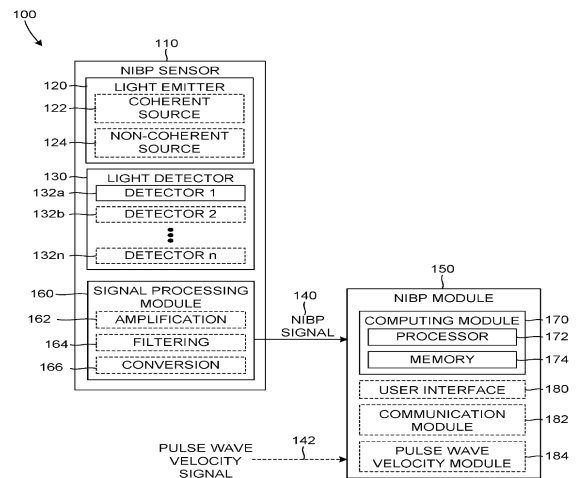 100
110
NIBP SENSOR
120
LIGHT EMITTER
122
COHERENT
SOURCE
124
NON-COHERENT
SOURCE
130
LIGHT DETECTOR
132a
DETECTOR 1
132b
DETECTOR 2
132n
DETECTOR n
160
SIGNAL PROCESSING
MODULE
162
AMPLIFICATION
164
FILTERING
166
CONVERSION
140
NIBP
SIGNAL
142
PULSE WAVE
VELOCITY
SIGNAL
150
NIBP MODULE
COMPUTING MODULE
170
PROCESSOR
172
MEMORY
174
USER INTERFACE
180
COMMUNICATION
MODULE
182
PULSE WAVE
VELOCITY MODULE
184